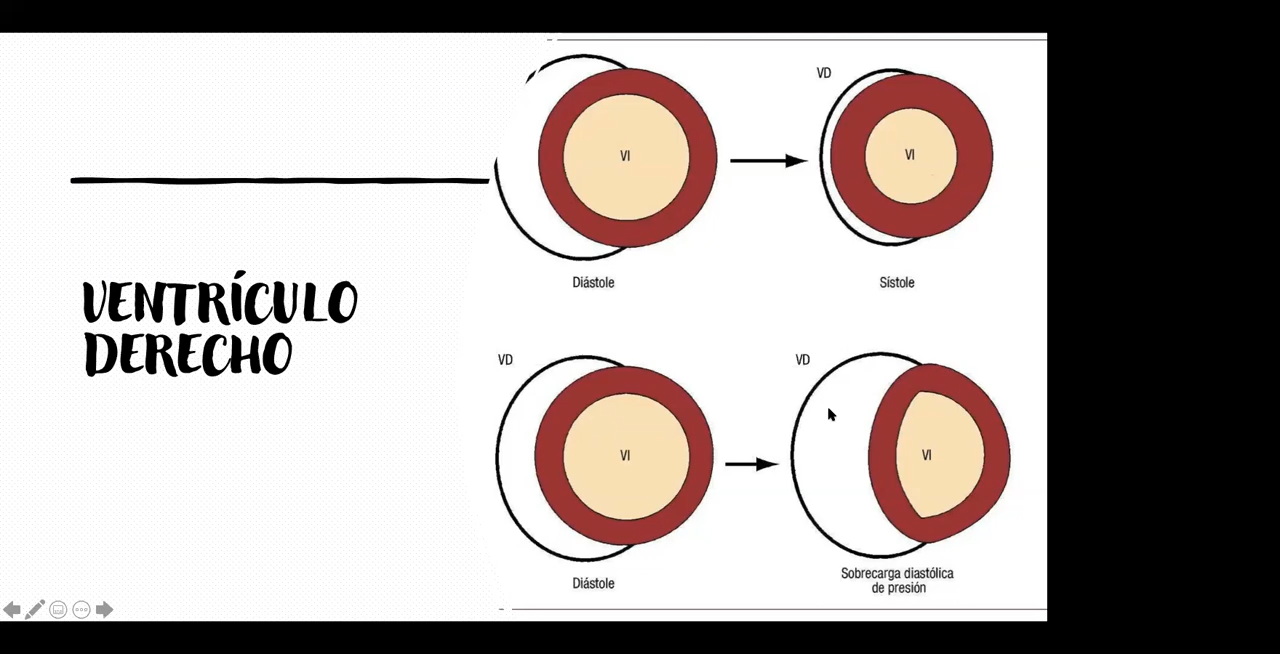 VENTRÍCULO
DERECHO
VI
VD
VI
Diástole
Sístole
VD
VI
VD
VI
Diástole
Sobrecarga diastólica
de presión